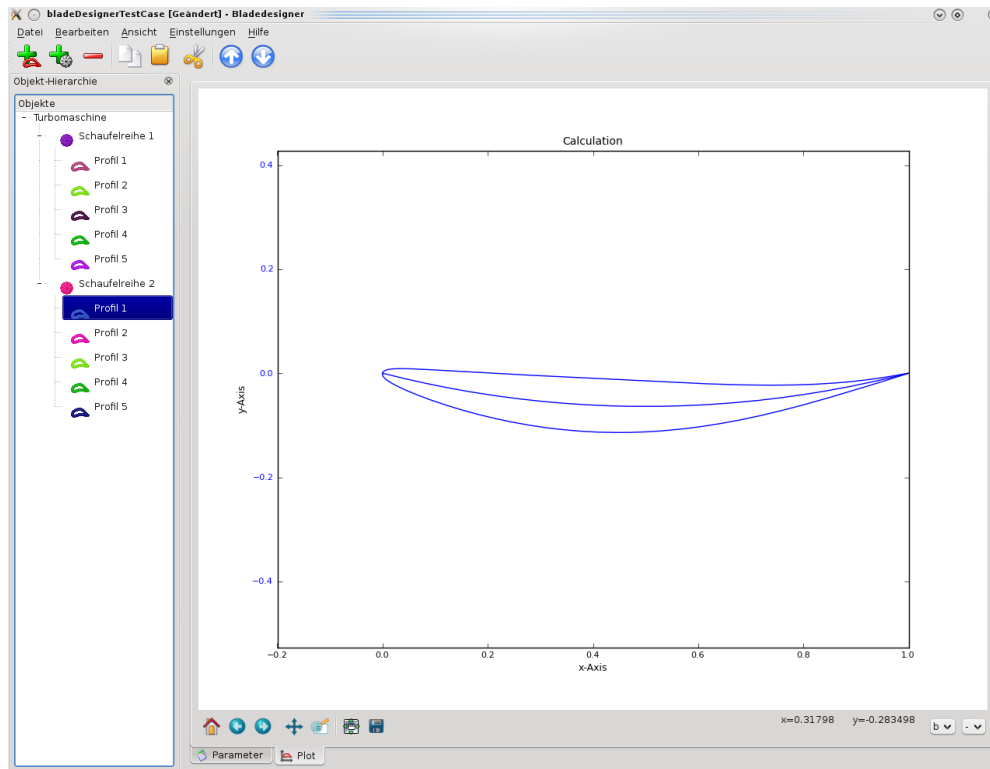 bladeDesignerTestCase [Geändert] - Bladedesigner
Datei Bearbeiten Ansicht Einstellungen Hilfe
Objekt-Hierarchie
Objekte
Turbomaschine
Schaufelreihe 1
Profil 1
Profil 2
Profil 3
Profil 4
Profil 5
Schaufelreihe 2
Profil 1
Profil 2
Profil 3
Profil 4
Profil 5
Calculation
0.4
0.2
0.0
−0.2
−0.4
y-Axis
−0.2 0.0 0.2 0.4 0.6 0.8 1.0
x-Axis
x=0.31798 y=-0.283498
b -
Parameter Plot